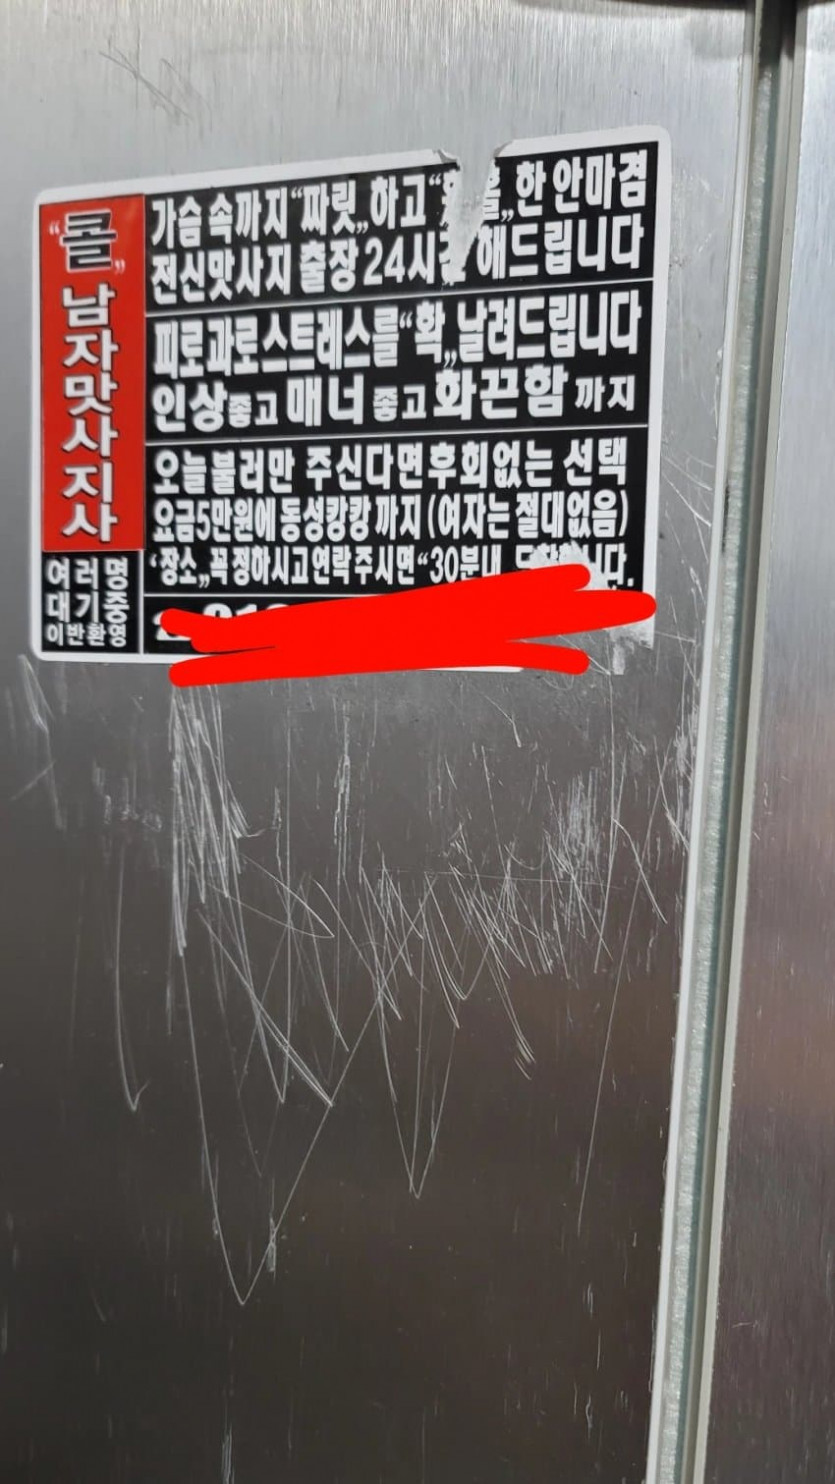 “콜„
남자맛사지사
여러명
대기중
이반환영
가슴 속까지 “짜릿„하고 “ „한 안마겸
전신맛사지 출장 24시간 해드립니다
피로과로스트레스를 “확„ 날려드립니다
인상좋고 매너 좋고 화끈함 까지
오늘불러만 주신다면후회없는 선택
요금5만원에 동성캉캉까지 (여자는 절대없음)
“장소„꼭 정하시고 연락주시면 “30분내